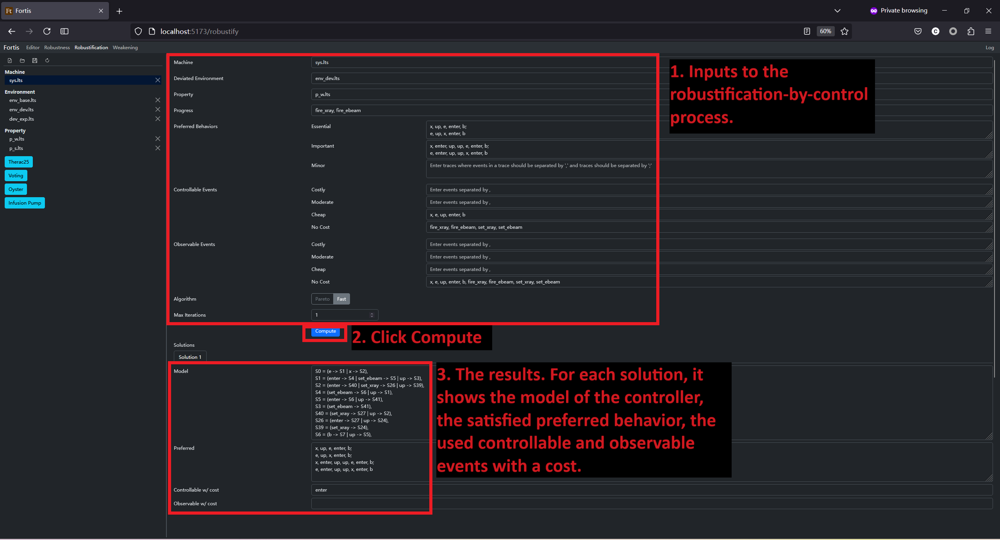 Ft Fortis
Private browsing
localhost:5173/robustify
60%
Fortis Editor Robustness Robustification Weakening
Log
Machine
sys.lts
Environment
env_base.lts
env_dev.lts
dev_exp.lts
Property
p_w.lts
p_s.lts
Therac25
Voting
Oyster
Infusion Pump
Machine sys.lts
Deviated Environment env_dev.lts
Property p_w.lts
Progress fire_xray, fire_ebeam
Preferred Behaviors Essential x, up, e, enter, b;
e, up, x, enter, b
Important x, enter, up, up, e, enter, b;
e, enter, up, up, x, enter, b
Minor Enter traces where events in a trace should be separated by ',' and traces should be separated by ';'
Controllable Events Costly Enter events separated by ,
Moderate Enter events separated by ,
Cheap x, e, up, enter, b
No Cost fire_xray, fire_ebeam, set_xray, set_ebeam
Observable Events Costly Enter events separated by ,
Moderate Enter events separated by ,
Cheap Enter events separated by ,
No Cost x, e, up, enter, b, fire_xray, fire_ebeam, set_xray, set_ebeam
Algorithm Pareto Fast
Max Iterations 1
1. Inputs to the
robustification-by-control
process.
Compute
2. Click Compute
Solutions
Solution 1
Model S0 = (e -> S1 | x -> S2),
S1 = (enter -> S4 | set_ebeam -> S5 | up -> S3),
S2 = (enter -> S40 | set_xray -> S26 | up -> S39),
S4 = (set_ebeam -> S6 | up -> S1),
S5 = (enter -> S6 | up -> S41),
S3 = (set_ebeam -> S41),
S40 = (set_xray -> S27 | up -> S2),
S26 = (enter -> S27 | up -> S24),
S39 = (set_xray -> S24),
S6 = (b -> S7 | up -> S5),
Preferred x, up, e, enter, b;
e, up, x, enter, b;
x, enter, up, up, e, enter, b;
e, enter, up, up, x, enter, b
Controllable w/ cost enter
Observable w/ cost
3. The results. For each solution, it
shows the model of the controller,
the satisfied preferred behavior, the
used controllable and observable
events with a cost.